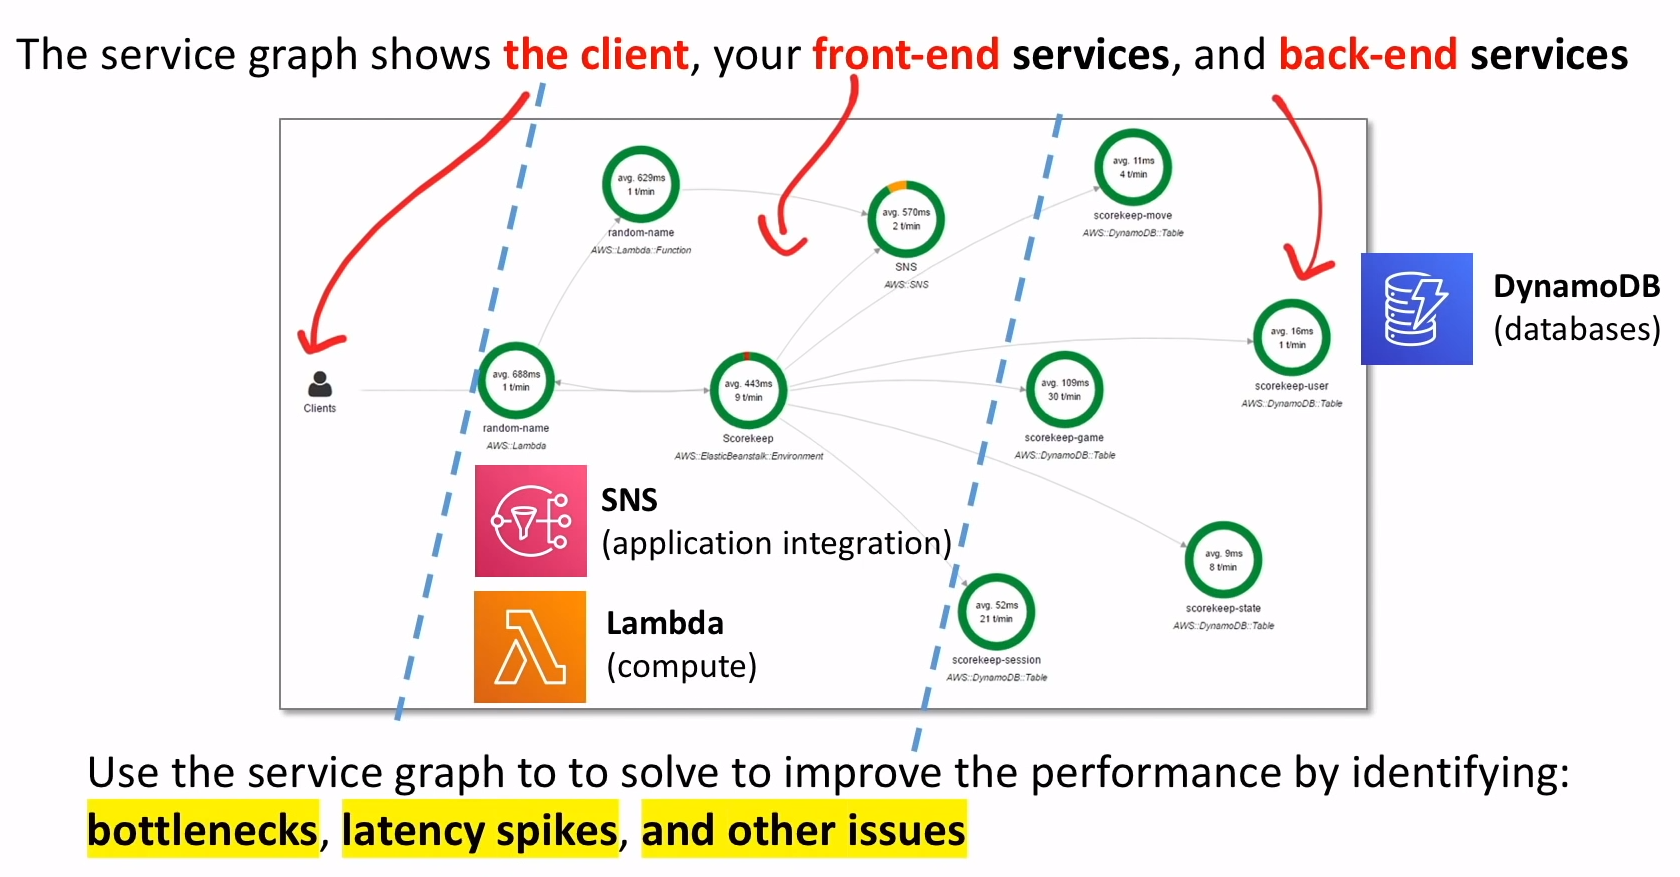 The service graph shows the client, your front-end services, and back-end services
avg. 629ms
1 t/min
random-name
AWS::Lambda::Function
avg. 570ms
2 t/min
SNS
AWS::SNS
avg. 11ms
4 t/min
scorekeep-move
AWS::DynamoDB::Table
avg. 16ms
1 t/min
scorekeep-user
AWS::DynamoDB::Table
DynamoDB
(databases)
Clients
avg. 688ms
1 t/min
random-name
AWS::Lambda
avg. 443ms
9 t/min
Scorekeep
AWS::ElasticBeanstalk::Environment
avg. 109ms
30 t/min
scorekeep-game
AWS::DynamoDB::Table
SNS
(application integration)
Lambda
(compute)
avg. 9ms
8 t/min
scorekeep-state
AWS::DynamoDB::Table
avg. 52ms
21 t/min
scorekeep-session
AWS::DynamoDB::Table
Use the service graph to to solve to improve the performance by identifying:
bottlenecks, latency spikes, and other issues